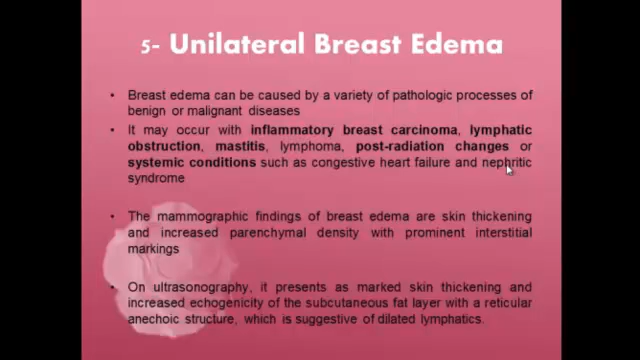 5- Unilateral Breast Edema
• Breast edema can be caused by a variety of pathologic processes of
benign or malignant diseases
• It may occur with inflammatory breast carcinoma, lymphatic
obstruction, mastitis, lymphoma, post-radiation changes or
systemic conditions such as congestive heart failure and nephritic
syndrome
• The mammographic findings of breast edema are skin thickening
and increased parenchymal density with prominent interstitial
markings
• On ultrasonography, it presents as marked skin thickening and
increased echogenicity of the subcutaneous fat layer with a reticular
anechoic structure, which is suggestive of dilated lymphatics.